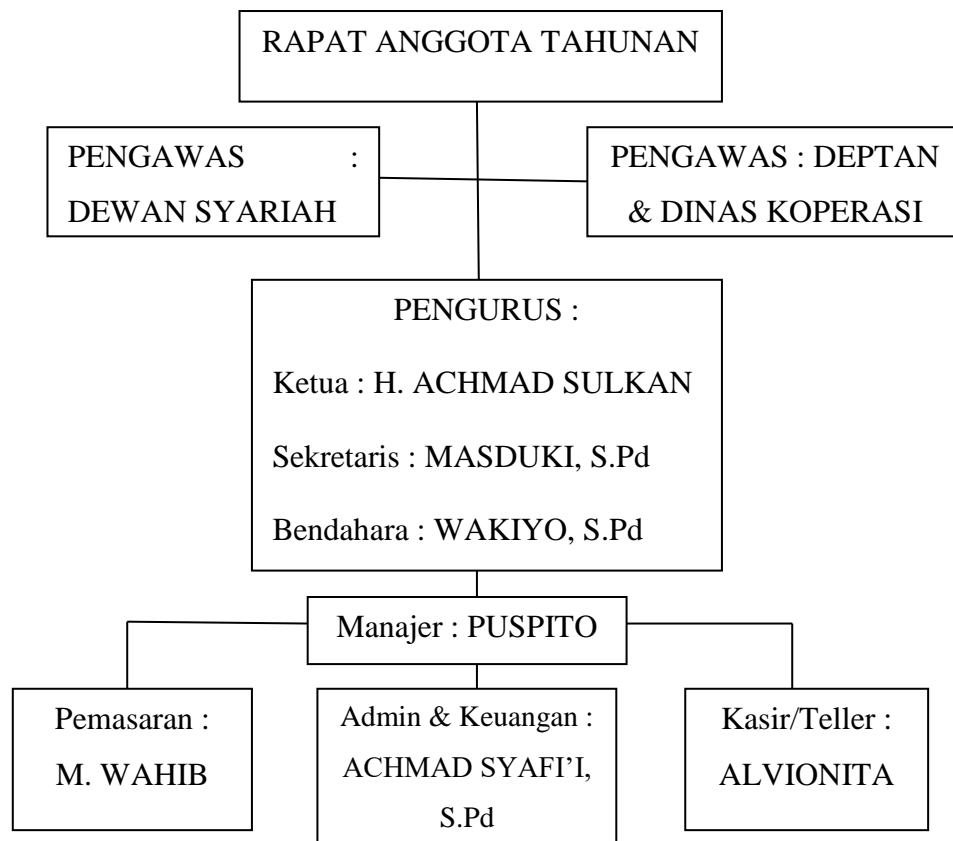 RAPAT ANGGOTA TAHUNAN
PENGAWAS :
DEWAN SYARIAH
PENGAWAS : DEPTAN
& DINAS KOPERASI
PENGURUS :
Ketua : H. ACHMAD SULKAN
Sekretaris : MASDUKI, S.Pd
Bendahara : WAKIYO, S.Pd
Manajer : PUSPITO
Pemasaran :
M. WAHIB
Admin & Keuangan :
ACHMAD SYAFI'I,
S.Pd
Kasir/Teller :
ALVIONITA